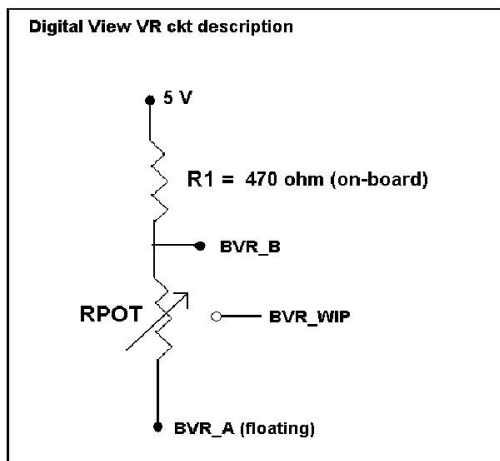 Digital View VR ckt description
5 V
R1 = 470 ohm (on-board)
BVR_B
RPOT
BVR_WIP
BVR_A (floating)